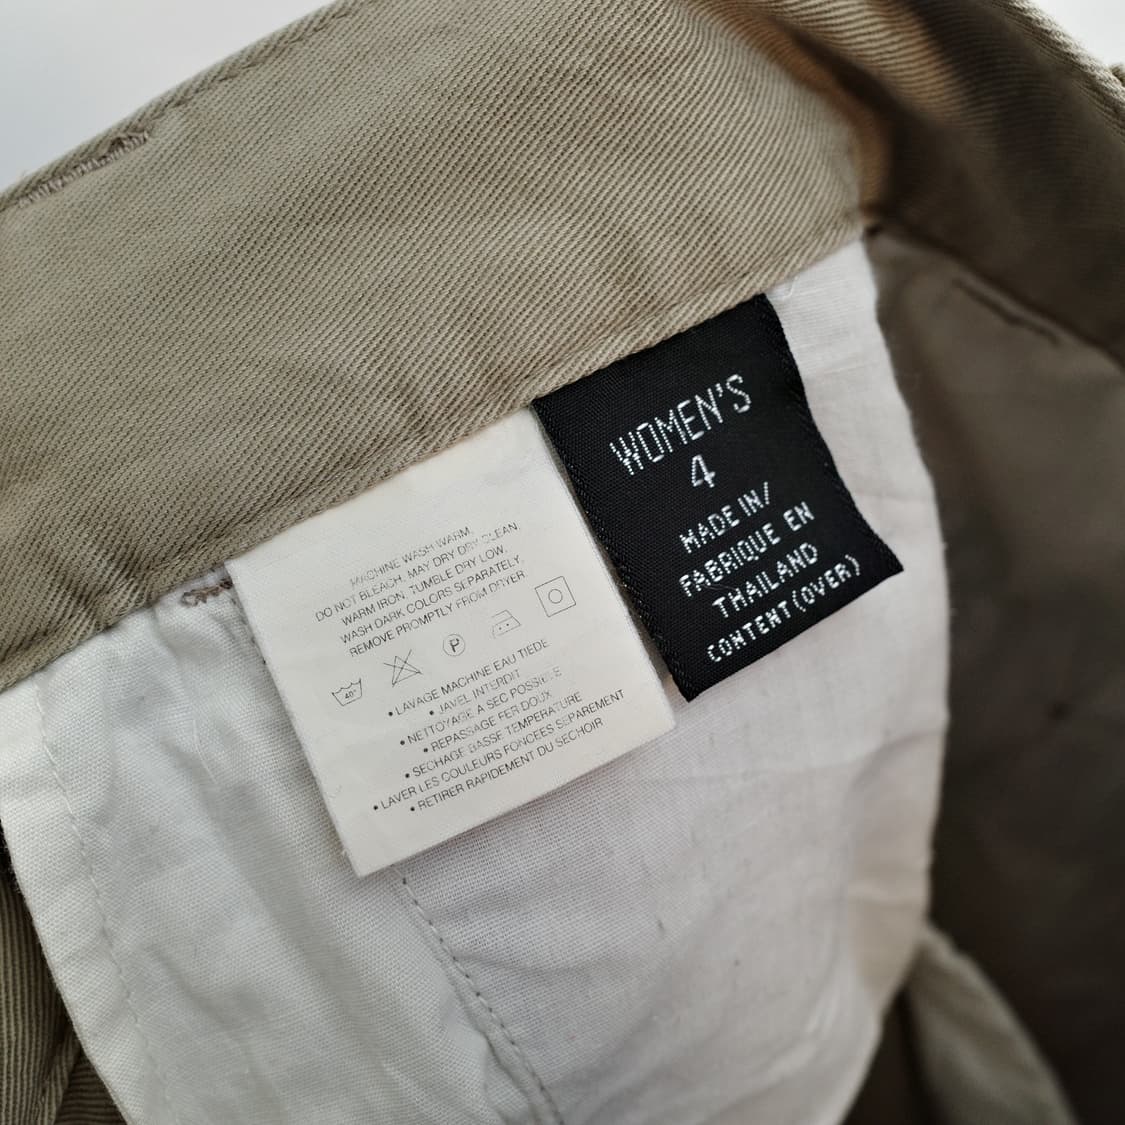 MACHINE WASH WARM,
DO NOT BLEACH, MAY DRY DRY CLEAN,
WARM IRON, TUMBLE DRY LOW,
WASH DARK COLORS SEPARATELY,
REMOVE PROMPTLY FROM DRYER
40°
P
• LAVAGE MACHINE EAU TIEDE
• JAVEL INTERDIT
• NETTOYAGE A SEC POSSIBLE
• REPASSAGE FER DOUX
• SECHAGE BASSE TEMPERATURE
• LAVER LES COULEURS FONCEES SEPAREMENT
• RETIRER RAPIDEMENT DU SECHOIR
WOMEN'S
4
MADE IN/
FABRIQUE EN
THAILAND
CONTENT (OVER)